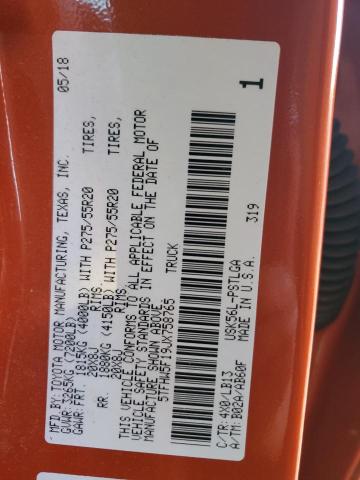 MFD BY: TOYOTA MOTOR MANUFACTURING, TEXAS, INC. 05/18
GVWR: 3265KG (7200LB)
GAWR: FRT. 1815KG (4000LB) WITH P275/55R20 TIRES,
20x8J RIMS
RR. 1880KG (4150LB) WITH P275/55R20 TIRES,
20x8J RIMS
THIS VEHICLE CONFORMS TO ALL APPLICABLE FEDERAL MOTOR
VEHICLE SAFETY STANDARDS IN EFFECT ON THE DATE OF
MANUFACTURE SHOWN ABOVE.
5TFHW5F19JX758765 TRUCK
1
319
C/TR: 4X0/LB13 USK56L-PSTLGA
A/TM: B02A/AB60F MADE IN U.S.A.